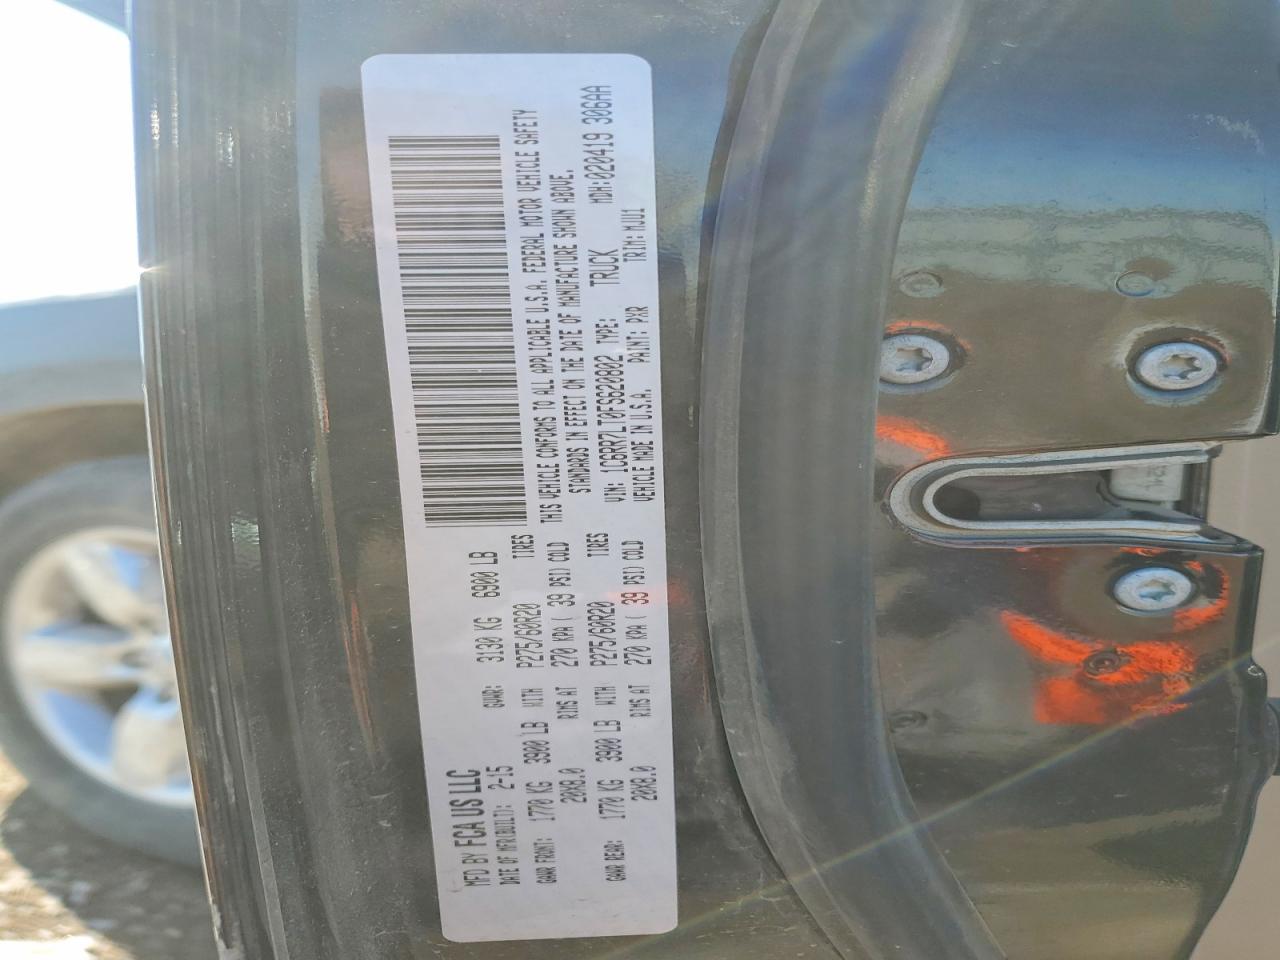 MFD BY FCA US LLC
DATE OF MFR(BUILT): 2-15 GVWR: 3130 KG 6900 LB
GAWR FRONT: 1770 KG 3900 LB WITH P275/60R20 TIRES
20X8.0 RIMS AT 270 KPA ( 39 PSI) COLD
GAWR REAR: 1770 KG 3900 LB WITH P275/60R20 TIRES
20X8.0 RIMS AT 270 KPA ( 39 PSI) COLD
THIS VEHICLE CONFORMS TO ALL APPLICABLE U.S.A. FEDERAL MOTOR VEHICLE SAFETY
STANDARDS IN EFFECT ON THE DATE OF MANUFACTURE SHOWN ABOVE.
VIN: 1C6RR7LT0FS620802 TYPE: TRUCK MDH:020419 306AA
VEHICLE MADE IN U.S.A. PAINT: PXR TRIM: MJU1